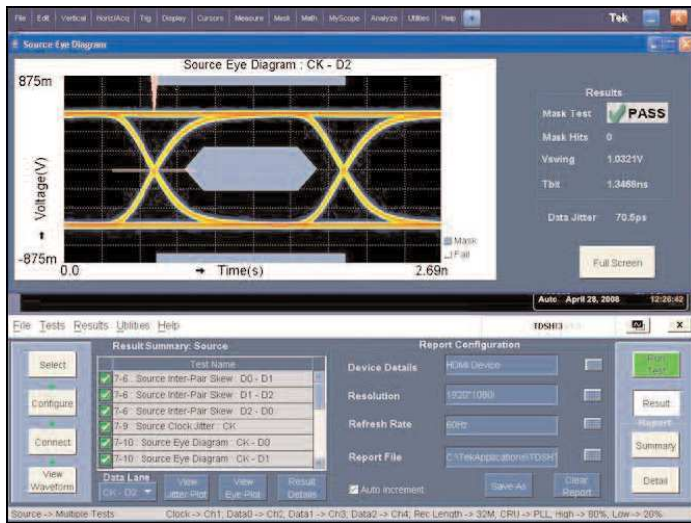 File Edit Vertical Horiz/Acq Trig Display Cursors Measure Mask Math MyScope Analyze Utilities Help Tek
Source Eye Diagram
Source Eye Diagram : CK - D2
875m
Voltage(V)
-875m
0.0
Time(s)
2.69n
Mask
Fail
Results
Mask Test PASS
Mask Hits 0
Vswing 1.0321V
Tbit 1.3468ns
Data Jitter 70.5ps
Full Screen
Auto April 28, 2008 12:26:42
File Tests Results Utilities Help TDSHT3 X
Select
Configure
Connect
View Waveform
Result Summary: Source
Test Name
7-6 Source Inter-Pair Skew : D0 - D1
7-6 Source Inter-Pair Skew : D1 - D2
7-6 Source Inter-Pair Skew : D2 - D0
7-9 Source Clock Jitter : CK
7-10 : Source Eye Diagram : CK - D0
7-10 : Source Eye Diagram : CK - D1
Data Lane
CK - D2
View Jitter Plot
View Eye Plot
Result Details
Report Configuration
Device Details HDMI Device
Resolution 1920*1080i
Refresh Rate 60Hz
Report File C:\TekApplications\TDSHT
Auto Increment
Save As
Clear Report
Run Test
Result
Report
Summary
Detail
Source -> Multiple Tests Clock -> Ch1, Data0 -> Ch2, Data1 -> Ch3, Data2 -> Ch4; Rec Length -> 32M, CRU -> PLL, High -> 80%, Low -> 20%